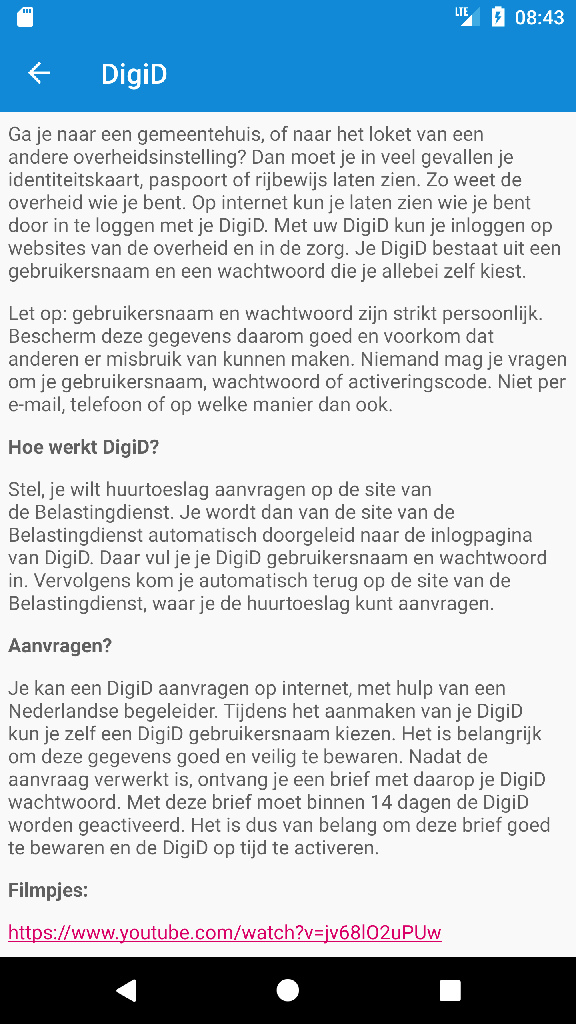 LTE 08:43
DigiD
Ga je naar een gemeentehuis, of naar het loket van een
andere overheidsinstelling? Dan moet je in veel gevallen je
identiteitskaart, paspoort of rijbewijs laten zien. Zo weet de
overheid wie je bent. Op internet kun je laten zien wie je bent
door in te loggen met je DigiD. Met uw DigiD kun je inloggen op
websites van de overheid en in de zorg. Je DigiD bestaat uit een
gebruikersnaam en een wachtwoord die je allebei zelf kiest.
Let op: gebruikersnaam en wachtwoord zijn strikt persoonlijk.
Bescherm deze gegevens daarom goed en voorkom dat
anderen er misbruik van kunnen maken. Niemand mag je vragen
om je gebruikersnaam, wachtwoord of activeringscode. Niet per
e-mail, telefoon of op welke manier dan ook.
Hoe werkt DigiD?
Stel, je wilt huurtoeslag aanvragen op de site van
de Belastingdienst. Je wordt dan van de site van de
Belastingdienst automatisch doorgeleid naar de inlogpagina
van DigiD. Daar vul je je DigiD gebruikersnaam en wachtwoord
in. Vervolgens kom je automatisch terug op de site van de
Belastingdienst, waar je de huurtoeslag kunt aanvragen.
Aanvragen?
Je kan een DigiD aanvragen op internet, met hulp van een
Nederlandse begeleider. Tijdens het aanmaken van je DigiD
kun je zelf een DigiD gebruikersnaam kiezen. Het is belangrijk
om deze gegevens goed en veilig te bewaren. Nadat de
aanvraag verwerkt is, ontvang je een brief met daarop je DigiD
wachtwoord. Met deze brief moet binnen 14 dagen de DigiD
worden geactiveerd. Het is dus van belang om deze brief goed
te bewaren en de DigiD op tijd te activeren.
Filmpjes:
https://www.youtube.com/watch?v=jv68lO2uPUw